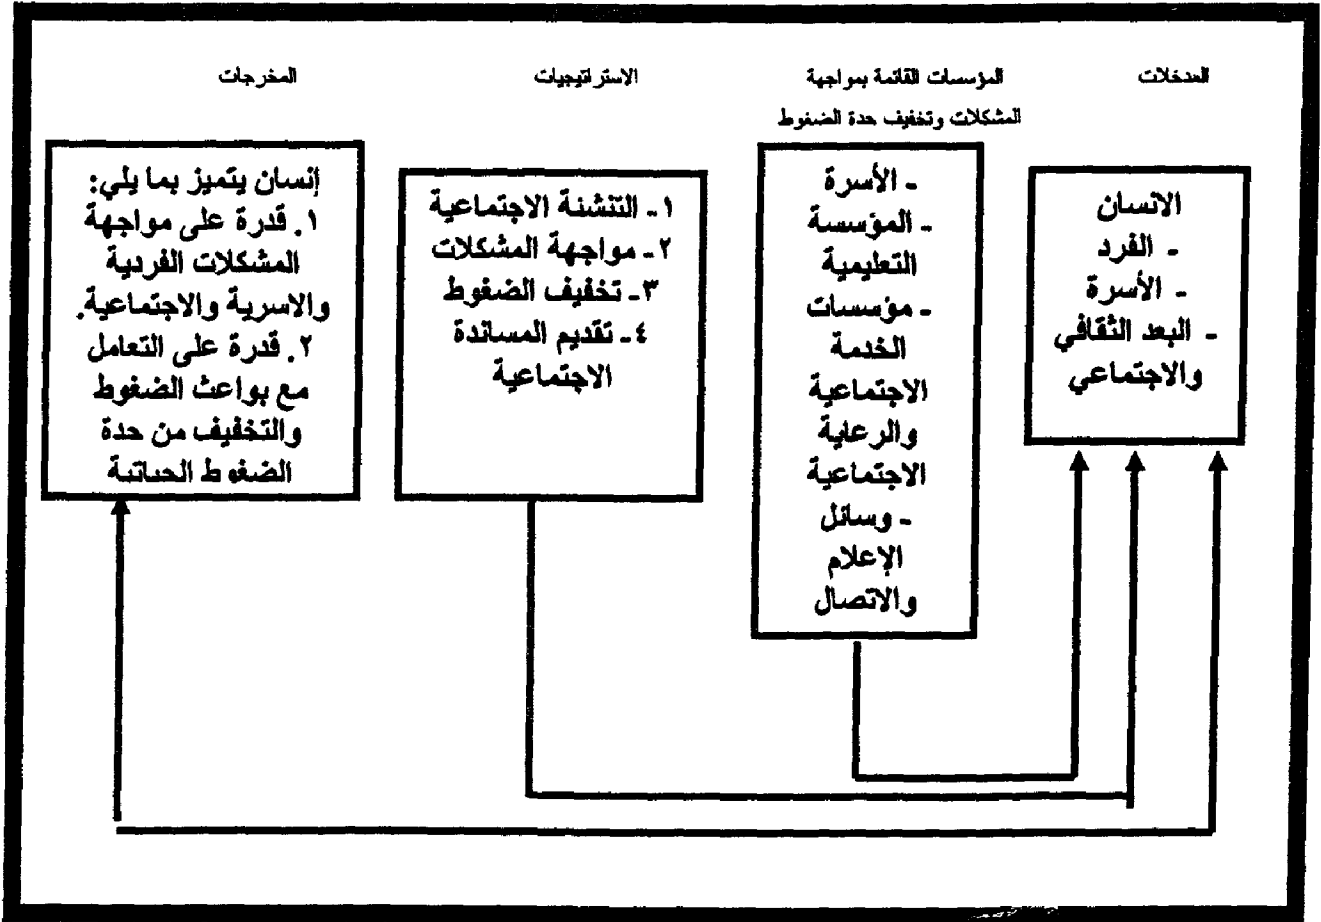 المدخلات
الانسان
- الفرد
- الأسرة
- البعد الثقافي
والاجتماعي
المؤسسات القائمة بمواجهة
المشكلات وتخفيف حدة الضغوط
- الأسرة
- المؤسسة
التعليمية
- مؤسسات
الخدمة
الاجتماعية
والرعاية
الاجتماعية
- وسائل
الإعلام
والاتصال
الاستراتيجيات
١- التنشئة الاجتماعية
٢- مواجهة المشكلات
٣- تخفيف الضغوط
٤- تقديم المساندة
الاجتماعية
المخرجات
إنسان يتميز بما يلي:
١. قدرة على مواجهة
المشكلات الفردية
والاسرية والاجتماعية.
٢. قدرة على التعامل
مع بواعث الضغوط
والتخفيف من حدة
الضغوط الحياتية